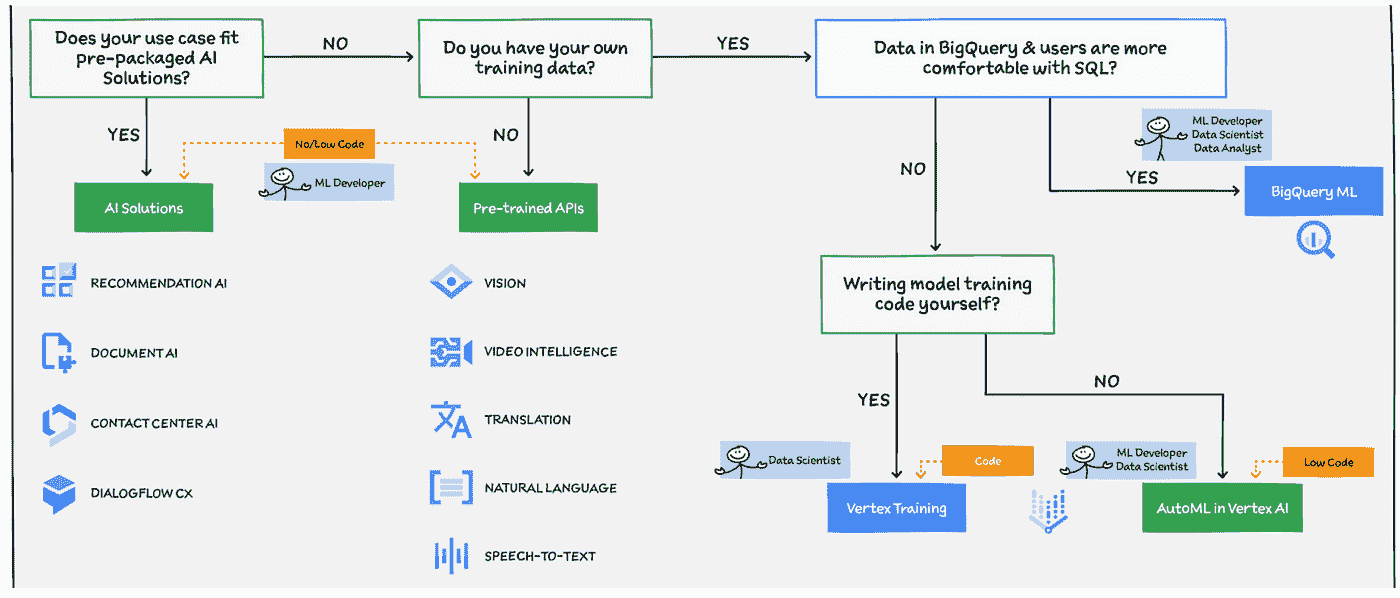 Does your use case fit
pre-packaged AI
Solutions?
NO
Do you have your own
training data?
YES
Data in BigQuery & users are more
comfortable with SQL?
YES
No/Low Code
ML Developer
NO
AI Solutions
Pre-trained APIs
RECOMMENDATION AI
DOCUMENT AI
CONTACT CENTER AI
DIALOGFLOW CX
VISION
VIDEO INTELLIGENCE
TRANSLATION
NATURAL LANGUAGE
SPEECH-TO-TEXT
ML Developer
Data Scientist
Data Analyst
NO
YES
BigQuery ML
Writing model training
code yourself?
YES
NO
Data Scientist
Code
Vertex Training
ML Developer
Data Scientist
Low Code
AutoML in Vertex AI